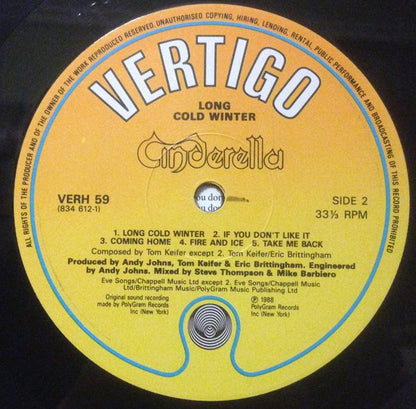 ALL RIGHTS OF THE PRODUCER AND OF THE OWNER OF THE WORK REPRODUCED RESERVED. UNAUTHORISED COPYING, HIRING, LENDING, RENTAL, PUBLIC PERFORMANCE AND BROADCASTING OF THIS RECORD PROHIBITED
VERTIGO
LONG
COLD WINTER
Cinderella
VERH 59
(834 612-1)
ou don
ou do
SIDE 2
33⅓ RPM
1. LONG COLD WINTER 2. IF YOU DON'T LIKE IT
3. COMING HOME 4. FIRE AND ICE 5. TAKE ME BACK
Composed by Tom Keifer except 2. Tom Keifer/Eric Brittingham
Produced by Andy Johns, Tom Keifer & Eric Brittingham. Engineered
by Andy Johns. Mixed by Steve Thompson & Mike Barbiero
Eve Songs/Chappell Music Ltd except 2. Eve Songs/Chappell Music
Ltd/Brittingham Music/PolyGram Music Publishing Ltd
Original sound recording
made by PolyGram Records
Inc (New York)
Ⓟ 1988
PolyGram Records
Inc (New York)